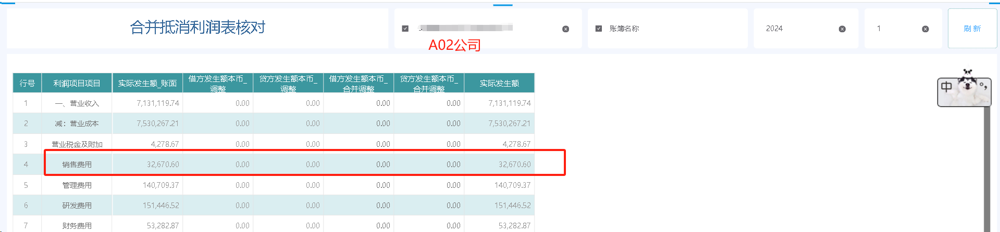 合并抵消利润表核对
账簿名称
2024
1
刷 新
A02公司
中 °,
行号 利润项目项目 实际发生额_账面 借方发生额本币_调整 贷方发生额本币_调整 借方发生额本币_合并调整 贷方发生额本币_合并调整 实际发生额
1 一、营业收入 7,131,119.74 0.00 0.00 0.00 0.00 7,131,119.74
2 减：营业成本 7,530,267.21 0.00 0.00 0.00 0.00 7,530,267.21
3 营业税金及附加 4,278.67 0.00 0.00 0.00 0.00 4,278.67
4 销售费用 32,670.60 0.00 0.00 0.00 0.00 32,670.60
5 管理费用 140,709.37 0.00 0.00 0.00 0.00 140,709.37
6 研发费用 151,446.52 0.00 0.00 0.00 0.00 151,446.52
7 财务费用 53,282.87 0.00 0.00 0.00 0.00 53,282.87